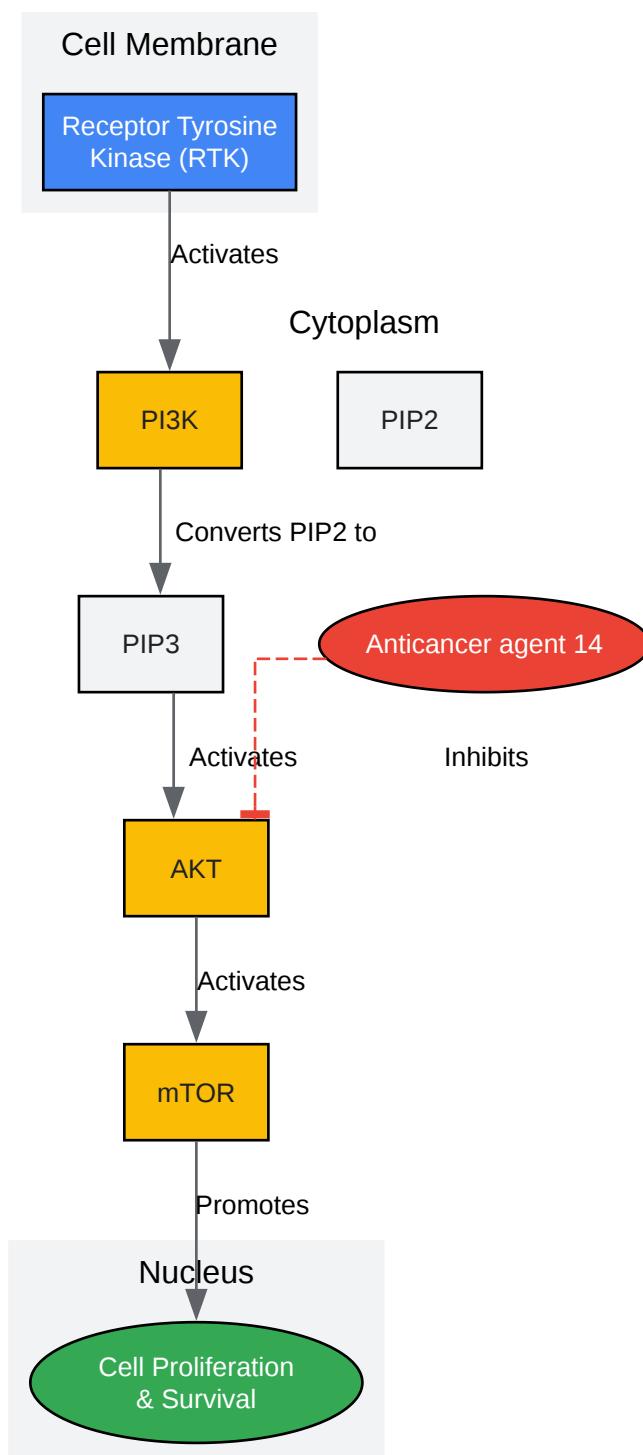 Cell Membrane
Receptor Tyrosine
Kinase (RTK)
Activates
Cytoplasm
PI3K
PIP2
Converts PIP2 to
PIP3
Anticancer agent 14
Activates
Inhibits
AKT
Activates
mTOR
Promotes
Nucleus
Cell Proliferation
& Survival